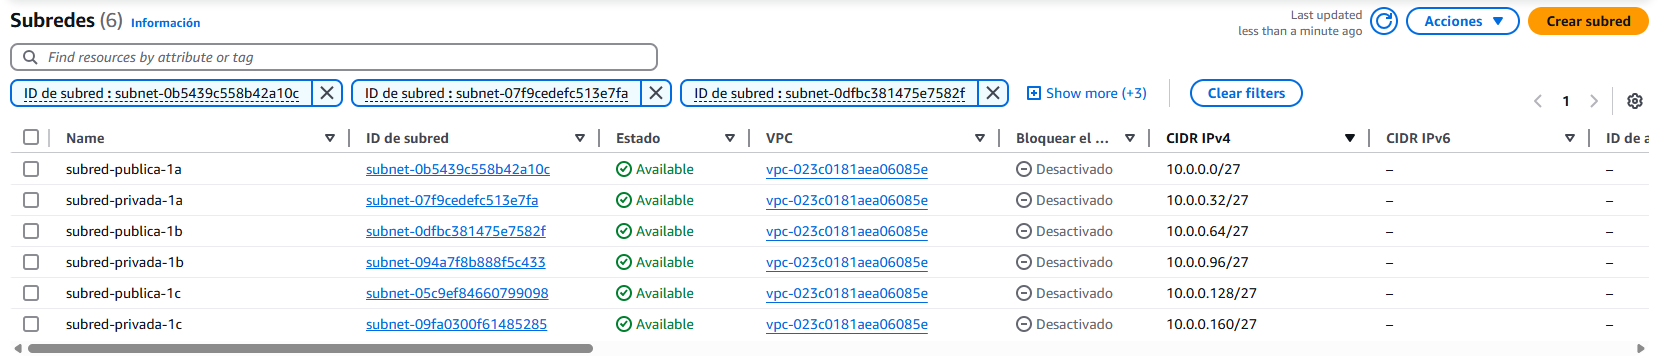 Subredes (6) Información
Last updated
less than a minute ago
Acciones
Crear subred
Find resources by attribute or tag
ID de subred : subnet-0b5439c558b42a10c
ID de subred : subnet-07f9cedefc513e7fa
ID de subred : subnet-0dfbc381475e7582f
Show more (+3)
Clear filters
1
Name ID de subred Estado VPC Bloquear el ... CIDR IPv4 CIDR IPv6 ID de a
subred-publica-1a subnet-0b5439c558b42a10c Available vpc-023c0181aea06085e Desactivado 10.0.0.0/27 – –
subred-privada-1a subnet-07f9cedefc513e7fa Available vpc-023c0181aea06085e Desactivado 10.0.0.32/27 – –
subred-publica-1b subnet-0dfbc381475e7582f Available vpc-023c0181aea06085e Desactivado 10.0.0.64/27 – –
subred-privada-1b subnet-094a7f8b888f5c433 Available vpc-023c0181aea06085e Desactivado 10.0.0.96/27 – –
subred-publica-1c subnet-05c9ef84660799098 Available vpc-023c0181aea06085e Desactivado 10.0.0.128/27 – –
subred-privada-1c subnet-09fa0300f61485285 Available vpc-023c0181aea06085e Desactivado 10.0.0.160/27 – –